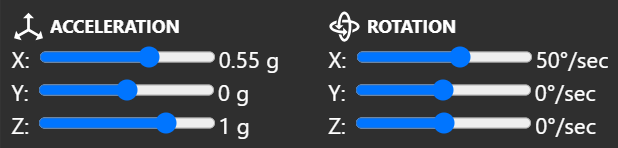 ACCELERATION
X: 0.55 g
Y: 0 g
Z: 1 g
ROTATION
X: 50°/sec
Y: 0°/sec
Z: 0°/sec